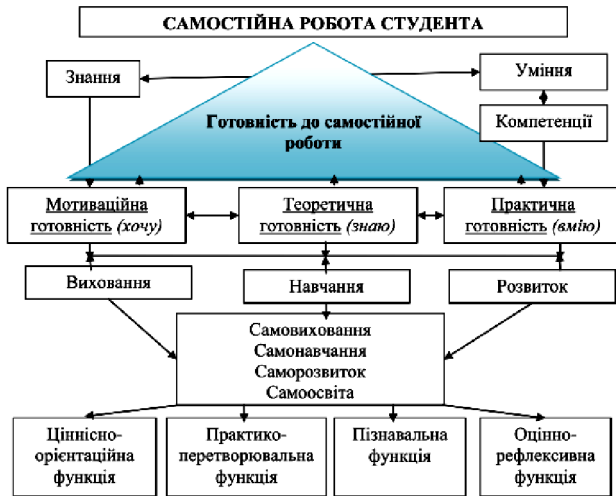 САМОСТІЙНА РОБОТА СТУДЕНТА
Знання
Уміння
Готовність до самостійної
роботи
Компетенції
Мотиваційна
готовність (хочу)
Теоретична
готовність (знаю)
Практична
готовність (вмію)
Виховання
Навчання
Розвиток
Самовиховання
Самонавчання
Саморозвиток
Самоосвіта
Ціннісно-
орієнтаційна
функція
Практико-
перетворювальна
функція
Пізнавальна
функція
Оцінно-
рефлексивна
функція